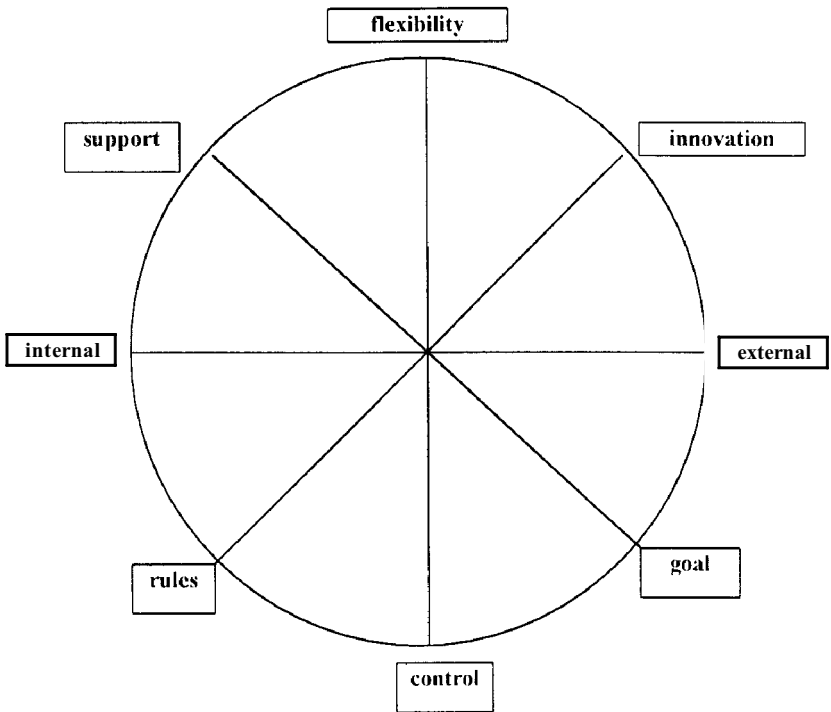 flexibility
support
innovation
internal
external
rules
goal
control